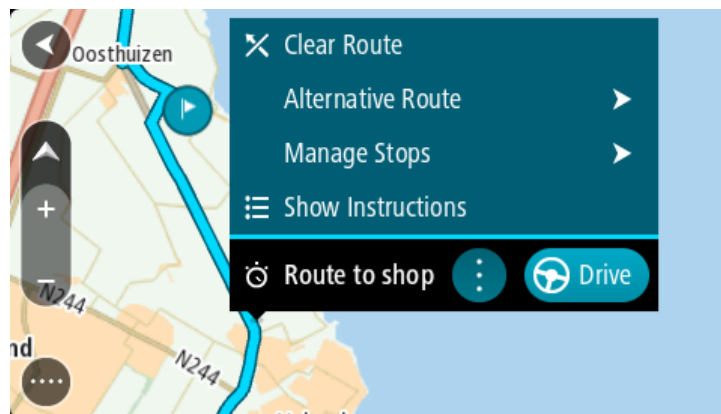 Oosthuizen
Clear Route
Alternative Route
Manage Stops
Show Instructions
Route to shop
Drive
N244
nd
N244